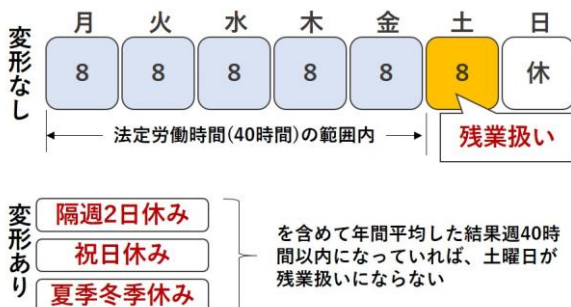 変形なし
月 火 水 木 金 土 日
8 8 8 8 8 8 休
法定労働時間(40時間)の範囲内
残業扱い
変形あり
隔週2日休み
祝日休み
夏季冬季休み
を含めて年間平均した結果週40時
間以内になっていれば、土曜日が
残業扱いにならない